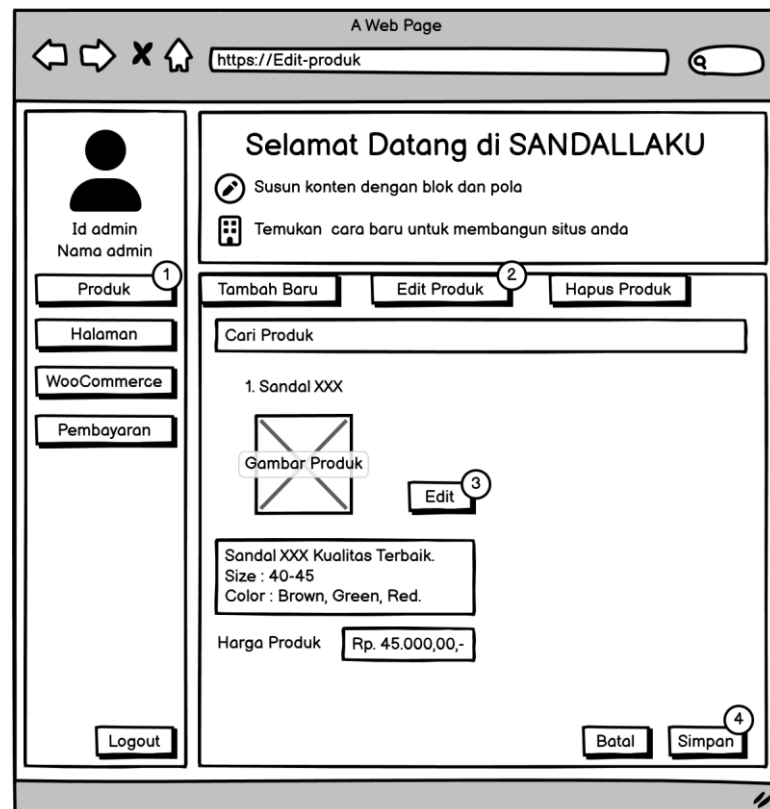 A Web Page
https://Edit-produk
Selamat Datang di SANDALLAKU
Susun konten dengan blok dan pola
Temukan cara baru untuk membangun situs anda
Id admin
Nama admin
1
Produk
Halaman
WooCommerce
Pembayaran
Logout
Tambah Baru
Edit Produk
2
Hapus Produk
Cari Produk
1. Sandal XXX
Gambar Produk
Edit
3
Sandal XXX Kualitas Terbaik.
Size : 40-45
Color : Brown, Green, Red.
Harga Produk
Rp. 45.000,00,-
Batal
Simpan
4